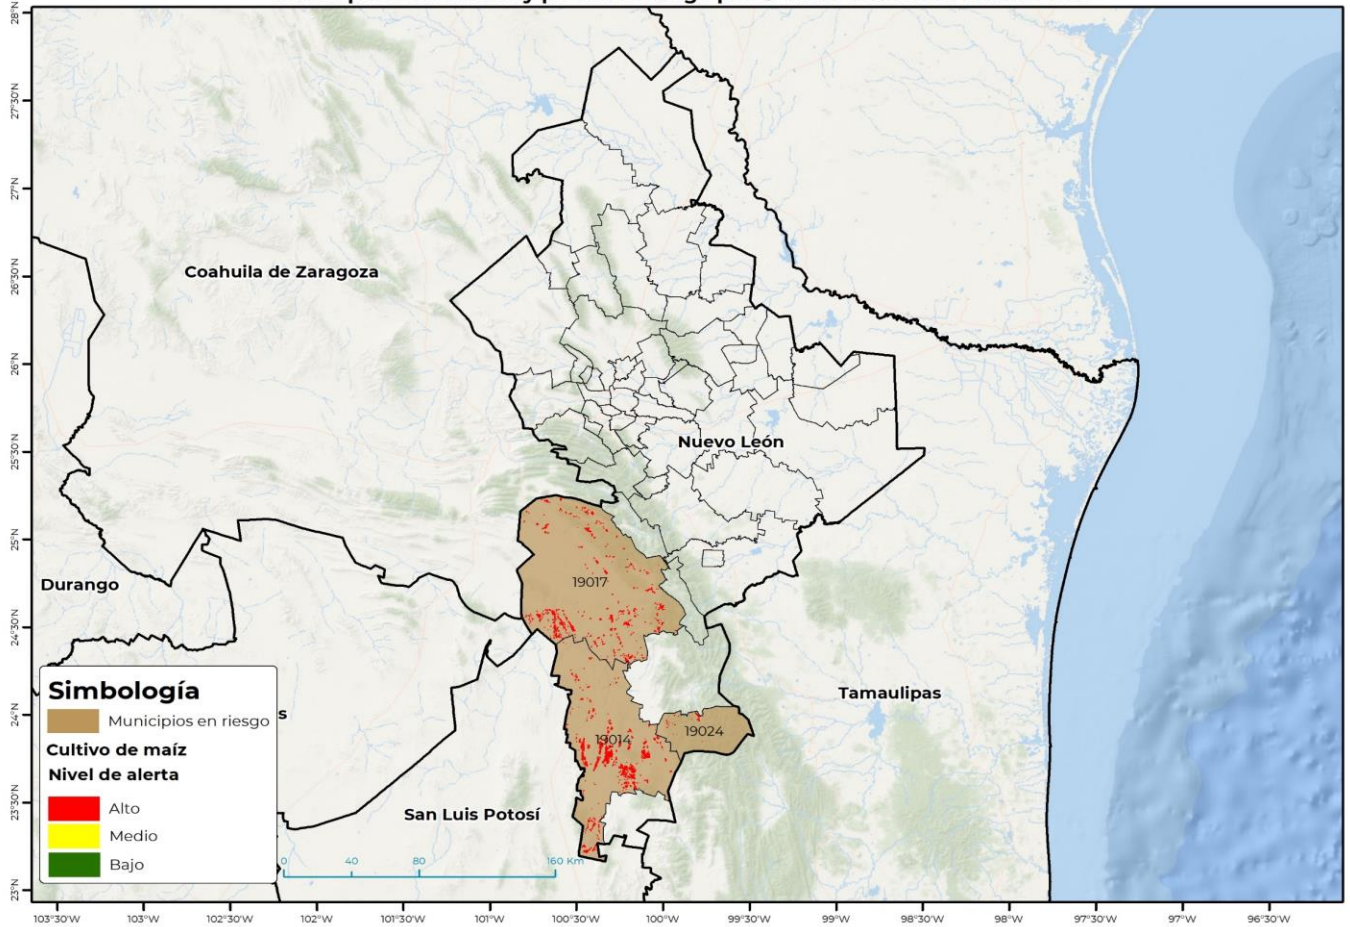 28°N
27°30'N
27°N
26°30'N
26°N
25°30'N
25°N
24°30'N
24°N
23°30'N
23°N
Coahuila de Zaragoza
Nuevo León
Durango
Tamaulipas
San Luis Potosí
s
19017
19014
19024
Simbología
Municipios en riesgo
Cultivo de maíz
Nivel de alerta
Alto
Medio
Bajo
0 40 80 160 Km
103°30'W 103°W 102°30'W 102°W 101°30'W 101°W 100°30'W 100°W 99°30'W 99°W 98°30'W 98°W 97°30'W 97°W 96°30'W